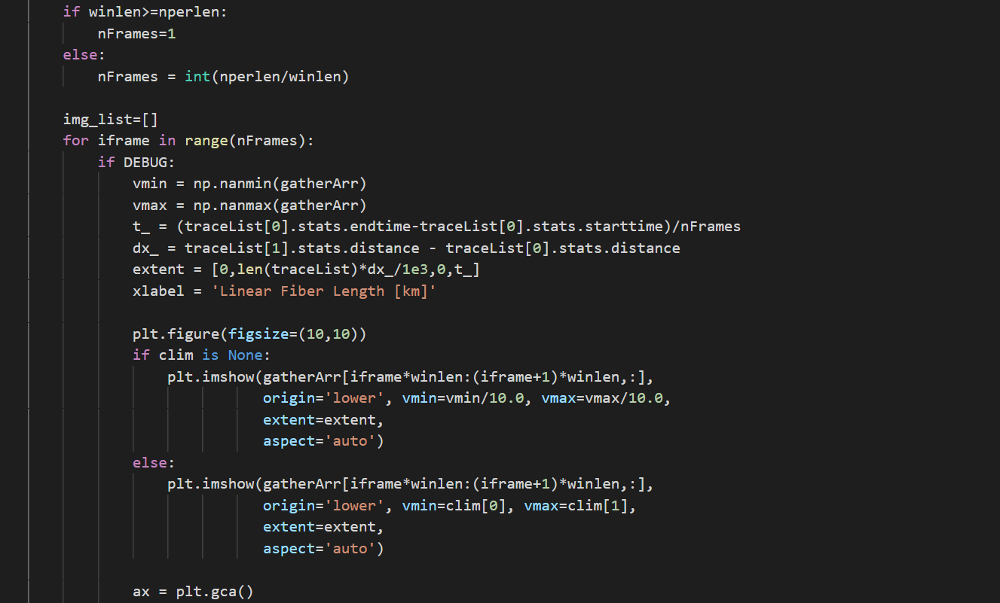 if winlen>=nperlen:
nFrames=1
else:
nFrames = int(nperlen/winlen)
img_list=[]
for iframe in range(nFrames):
if DEBUG:
vmin = np.nanmin(gatherArr)
vmax = np.nanmax(gatherArr)
t_ = (traceList[0].stats.endtime-traceList[0].stats.starttime)/nFrames
dx_ = traceList[1].stats.distance - traceList[0].stats.distance
extent = [0,len(traceList)*dx_/1e3,0,t_]
xlabel = 'Linear Fiber Length [km]'
plt.figure(figsize=(10,10))
if clim is None:
plt.imshow(gatherArr[iframe*winlen:(iframe+1)*winlen,:],
origin='lower', vmin=vmin/10.0, vmax=vmax/10.0,
extent=extent,
aspect='auto')
else:
plt.imshow(gatherArr[iframe*winlen:(iframe+1)*winlen,:],
origin='lower', vmin=clim[0], vmax=clim[1],
extent=extent,
aspect='auto')
ax = plt.gca()